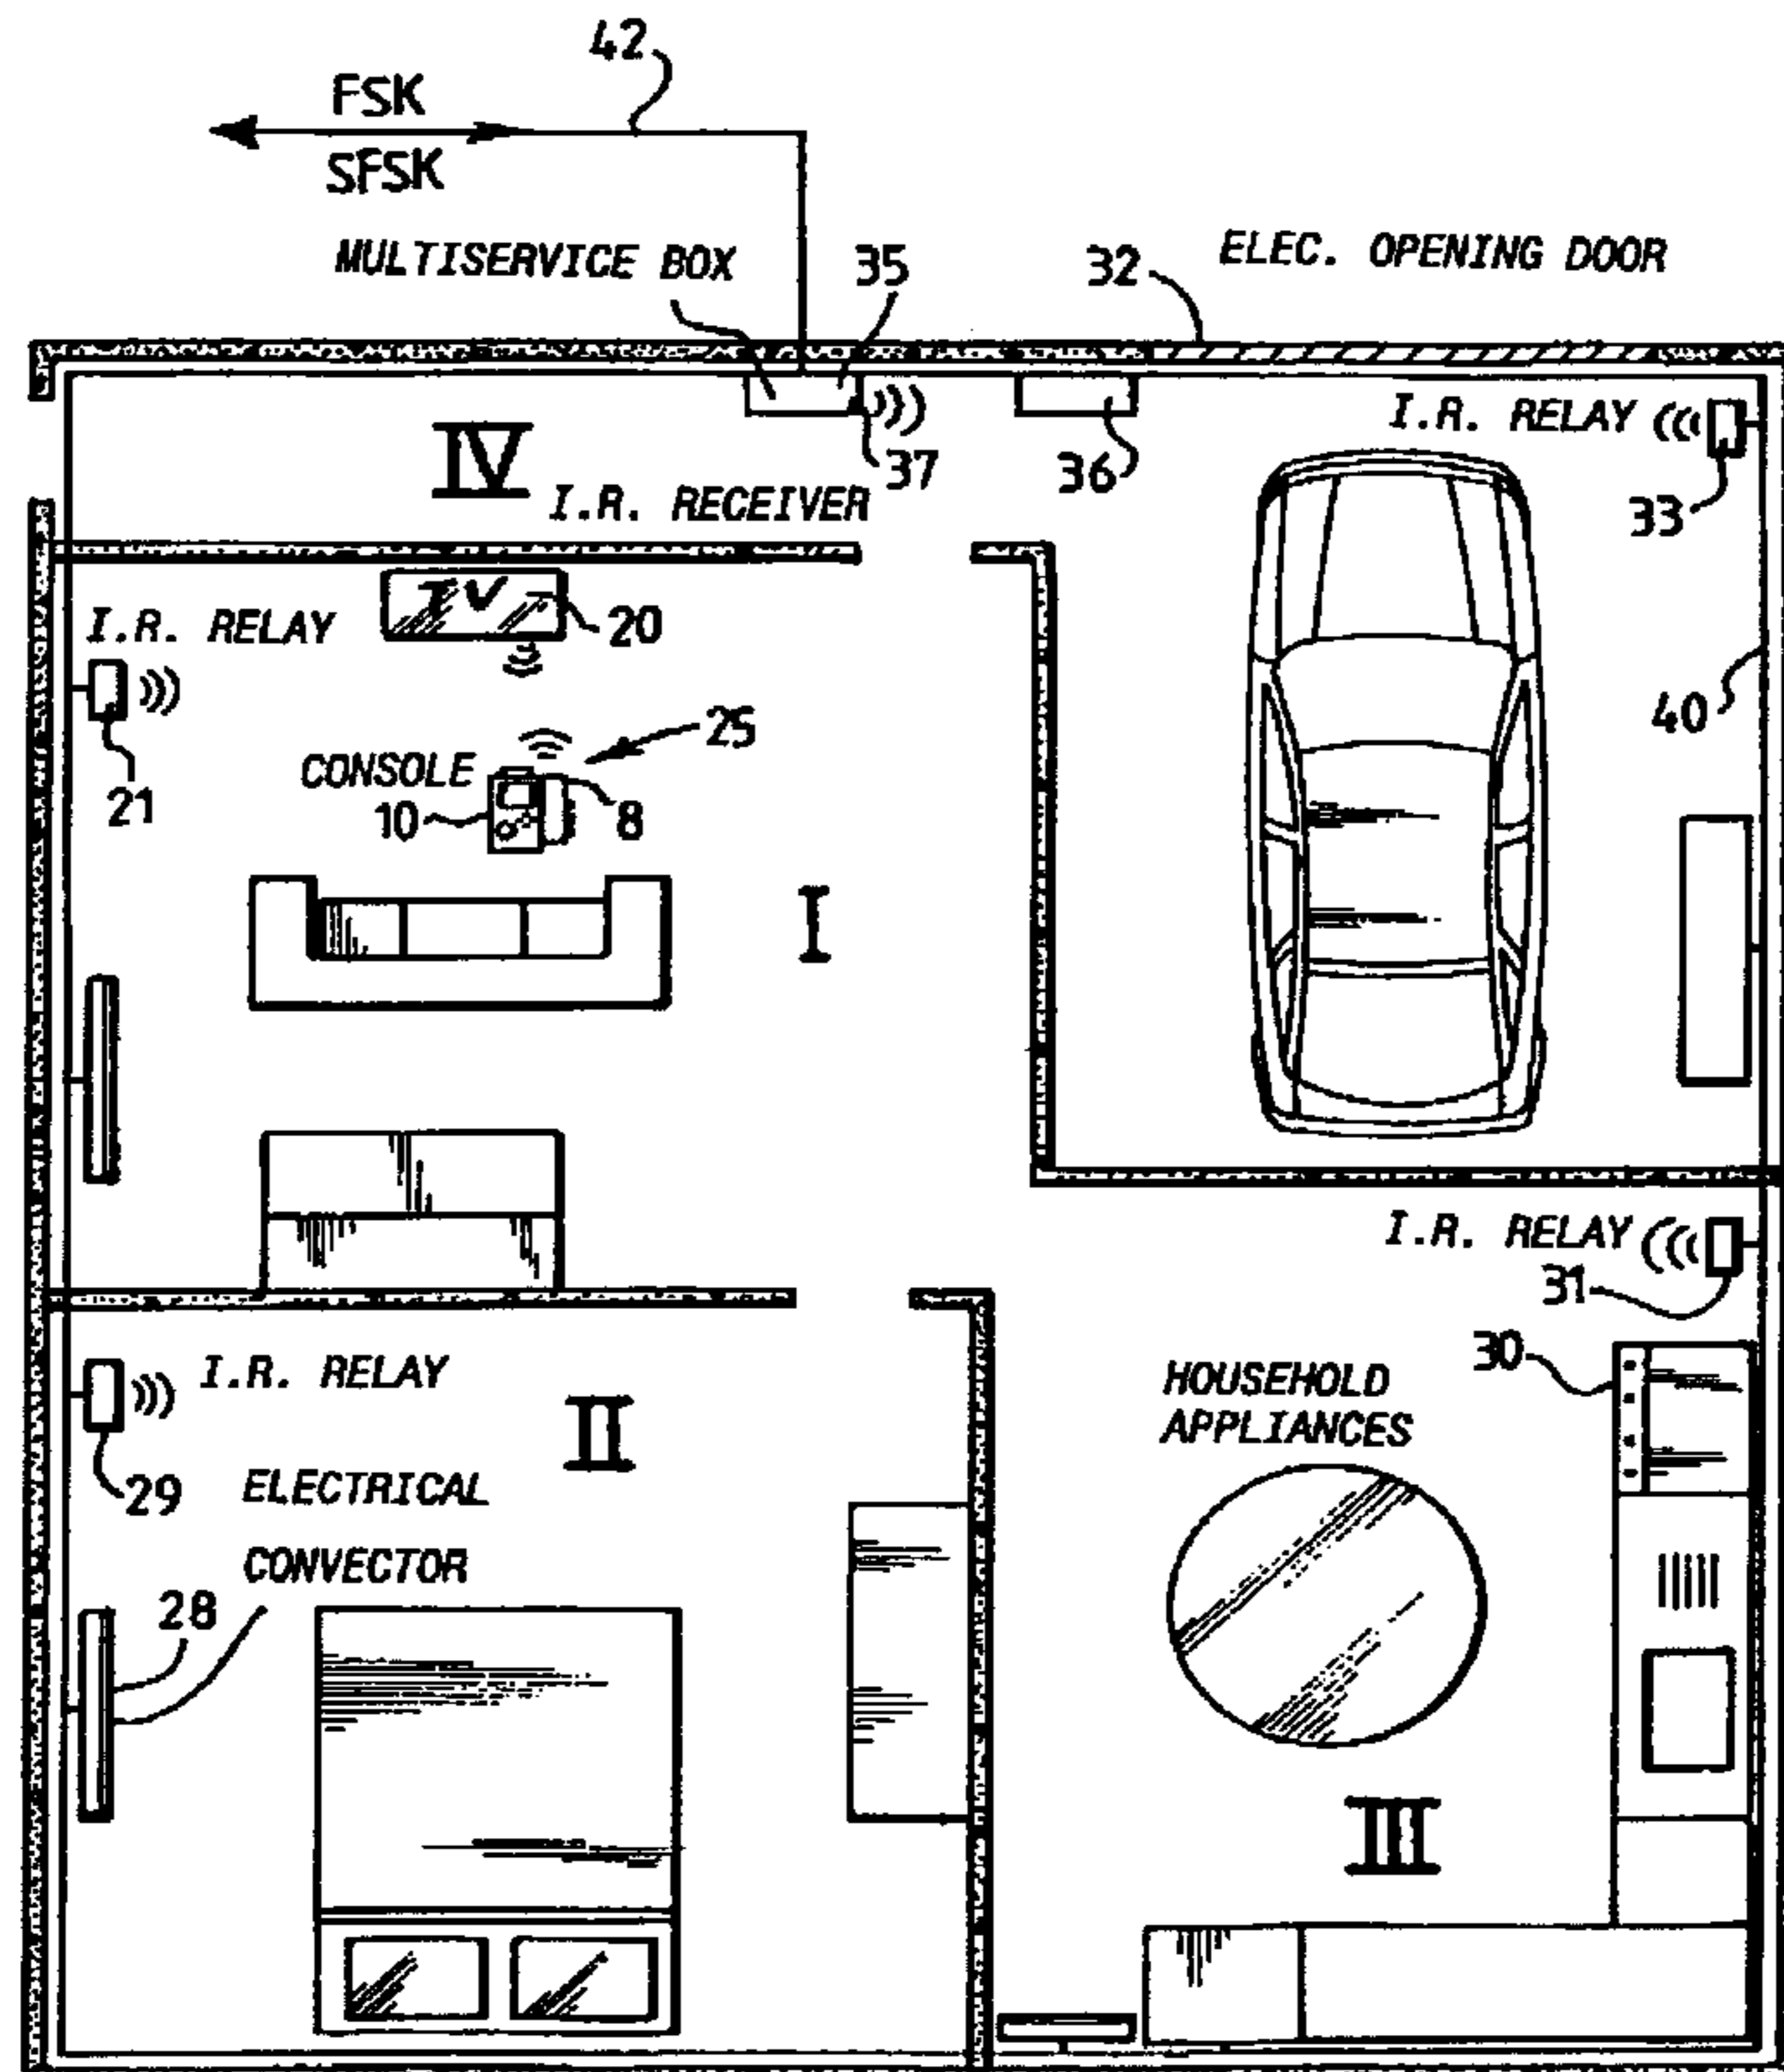 42
FSK
SFSK
MULTISERVICE BOX
35
32
ELEC. OPENING DOOR
I.R. RELAY
IV
37
36
33
I.R. RECEIVER
TV
20
I.R. RELAY
25
40
CONSOLE
21
10
8
I
I.R. RELAY
31
30
I.R. RELAY
HOUSEHOLD
APPLIANCES
II
29
ELECTRICAL
CONVECTOR
28
III